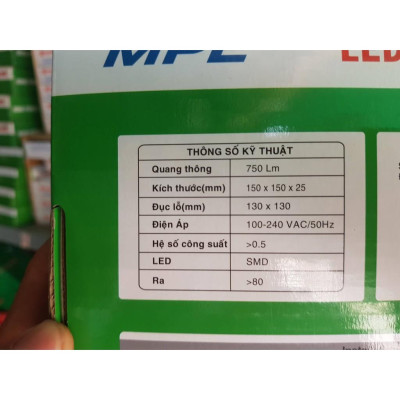 MPE
LED
THÔNG SỐ KỸ THUẬT
Quang thông 750 Lm
Kích thước(mm) 150 x 150 x 25
Đục lỗ(mm) 130 x 130
Điện Áp 100-240 VAC/50Hz
Hệ số công suất >0.5
LED SMD
Ra >80